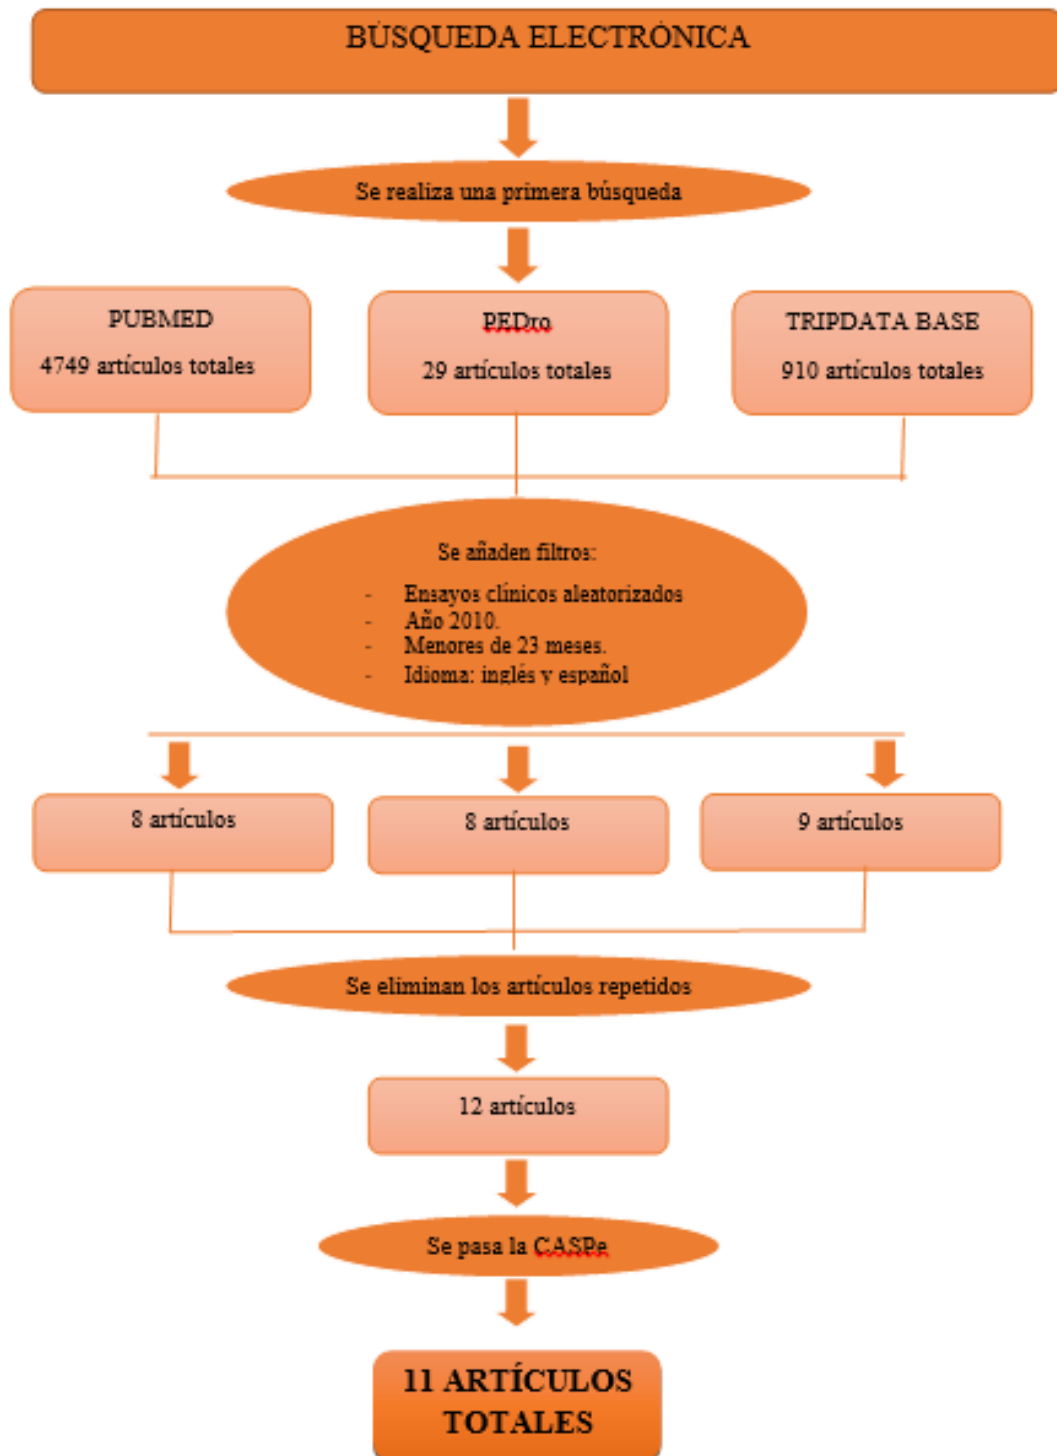 BÚSQUEDA ELECTRÓNICA
Se realiza una primera búsqueda
PUBMED
4749 artículos totales
PEDro
29 artículos totales
TRIPDATA BASE
910 artículos totales
Se añaden filtros:
- Ensayos clínicos aleatorizados
- Año 2010.
- Menores de 23 meses.
- Idioma: inglés y español
8 artículos
8 artículos
9 artículos
Se eliminan los artículos repetidos
12 artículos
Se pasa la CASPe
11 ARTÍCULOS
TOTALES